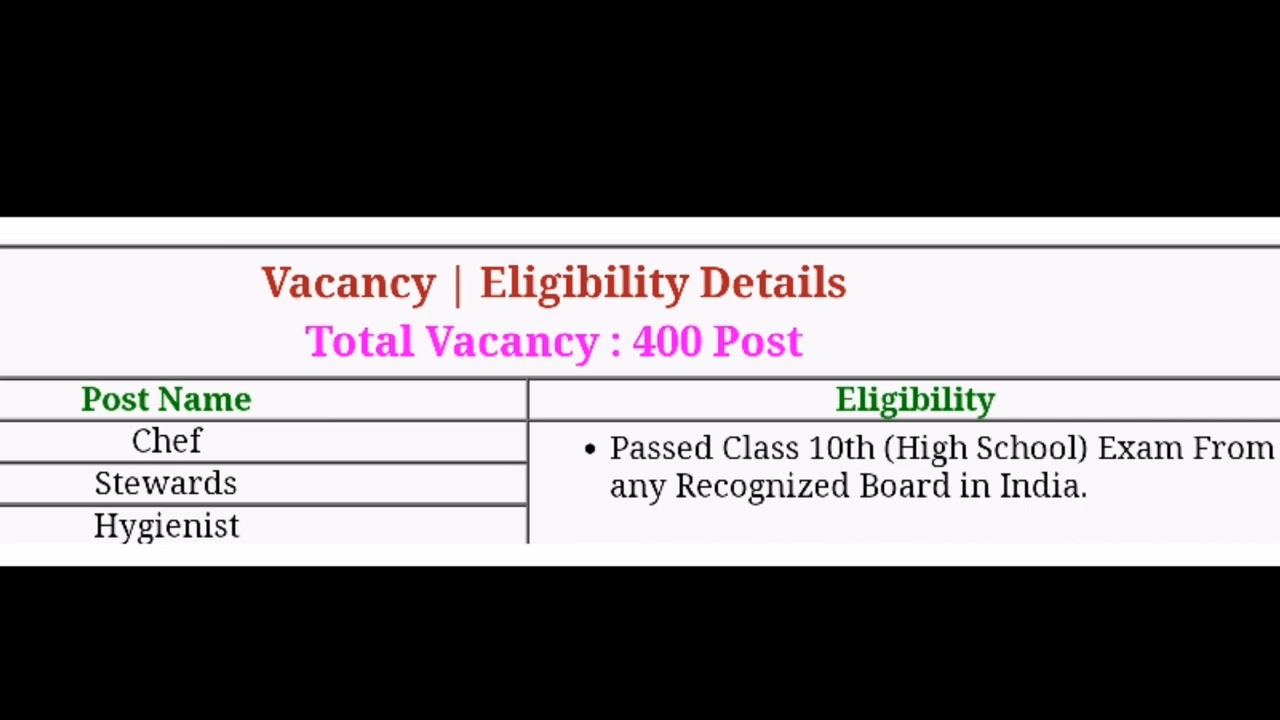 Vacancy | Eligibility Details
Total Vacancy : 400 Post
Post Name
Eligibility
Chef
Stewards
Hygienist
• Passed Class 10th (High School) Exam From
any Recognized Board in India.